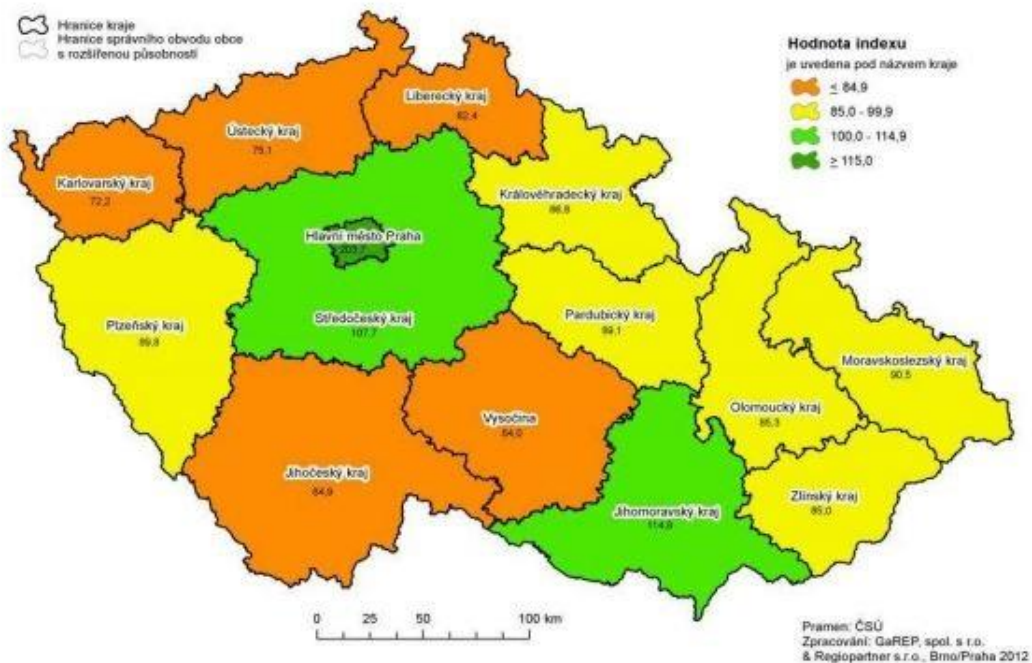 Hranice kraje
Hranice správního obvodu obce
s rozšířenou působností
Hodnota indexu
je uvedena pod názvem kraje
≤ 84,9
85,0 - 99,9
100,0 - 114,9
≥ 115,0
Liberecký kraj
82,4
Ústecký kraj
75,1
Karlovarský kraj
72,2
Královéhradecký kraj
86,8
Hlavní město Praha
Středočeský kraj
107,7
Pardubický kraj
89,1
Plzeňský kraj
89,8
Moravskoslezský kraj
90,5
Olomoucký kraj
85,3
Vysočina
84,0
Jihočeský kraj
84,9
Zlínský kraj
85,0
Jihomoravský kraj
0 25 50 100 km
Pramen: ČSÚ
Zpracování: GaREP, spol. s r.o.
& Regiopartner s.r.o., Brno/Praha 2012